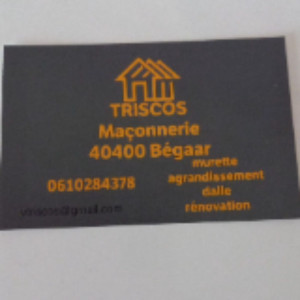 TRISCOS
Maçonnerie
40400 Bégaar
murette
0610284378
agrandissement
dalle
rénovation